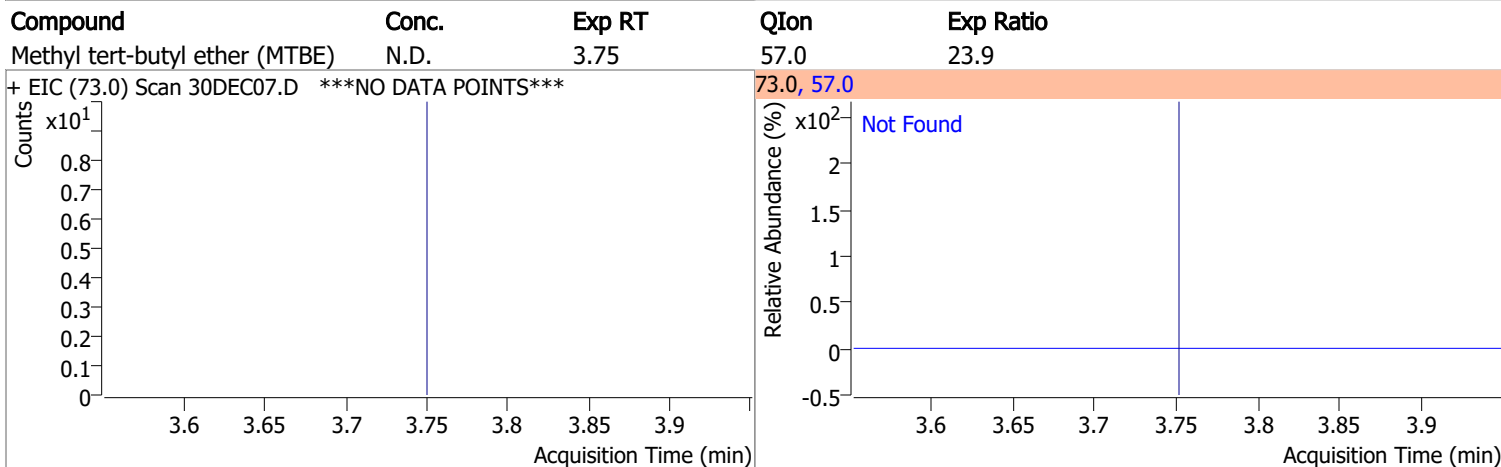 Compound Conc. Exp RT QIon Exp Ratio
Methyl tert-butyl ether (MTBE) N.D. 3.75 57.0 23.9
+ EIC (73.0) Scan 30DEC07.D ***NO DATA POINTS***
Counts
x10¹
0.8
0.7
0.6
0.5
0.4
0.3
0.2
0.1
0
3.6 3.65 3.7 3.75 3.8 3.85 3.9
Acquisition Time (min)
73.0, 57.0
Relative Abundance (%)
x10²
Not Found
2
1.5
1
0.5
0
-0.5
3.6 3.65 3.7 3.75 3.8 3.85 3.9
Acquisition Time (min)